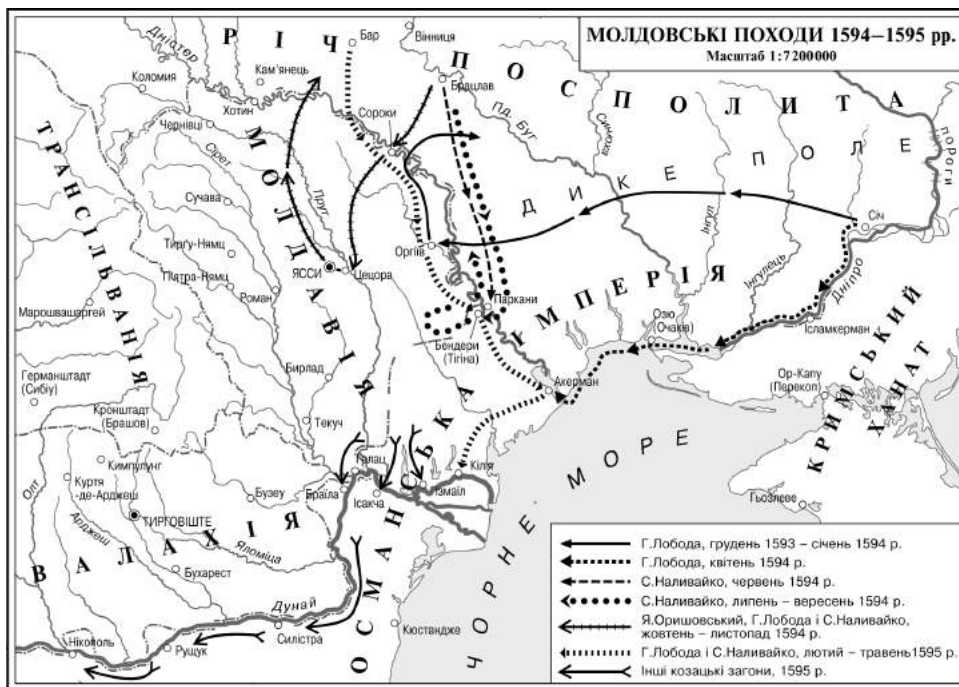 МОЛДОВСЬКІ ПОХОДИ 1594–1595 рр.
Масштаб 1:7200000
РІЧ ПОСПОЛИТА
Дністер
Бар
Вінниця
Коломия
Кам'янець
Брацлав
Хотин
Сороки
Пд. Буг
Чернівці
Синюха
ПОРОГИ
ТРАНСІЛЬВАНІЯ
МОЛДАВІЯ
ДИКЕ ПОЛЕ
Сірет
Прут
Сучава
Інгул
Січ
Тирґу-Нямц
Оргіїв
ЯССИ
Цецора
П'ятра-Нямц
Роман
Інгулець
Дніпро
Марошвашаргей
Паркани
Озю
(Очаків)
Ісламкерман
Бендери
(Тігіна)
ОСМАНСЬКА ІМПЕРІЯ
Германштадт
(Сибіу)
Бирлад
Акерман
Ор-Капу
(Перекоп)
КРИМСЬКИЙ
ХАНАТ
Кронштадт
(Брашов)
Текуч
Галац
Кілія
Ізмаїл
Кимпулунг
Браїла
Ісакча
Гьозлеве
Олт
Куртя
-де-Арджеш
Бузеу
ТИРГОВІШТЕ
ВАЛАХІЯ
Арджеш
Яломіца
Бухарест
ЧОРНЕ МОРЕ
Дунай
Силістра
Кюстандже
Нікополь
Рущук
Г.Лобода, грудень 1593 – січень 1594 р.
Г.Лобода, квітень 1594 р.
С.Наливайко, червень 1594 р.
С.Наливайко, липень – вересень 1594 р.
Я.Оришовський, Г.Лобода і С.Наливайко,
жовтень – листопад 1594 р.
Г.Лобода і С.Наливайко, лютий – травень1595 р.
Інші козацькі загони, 1595 р.